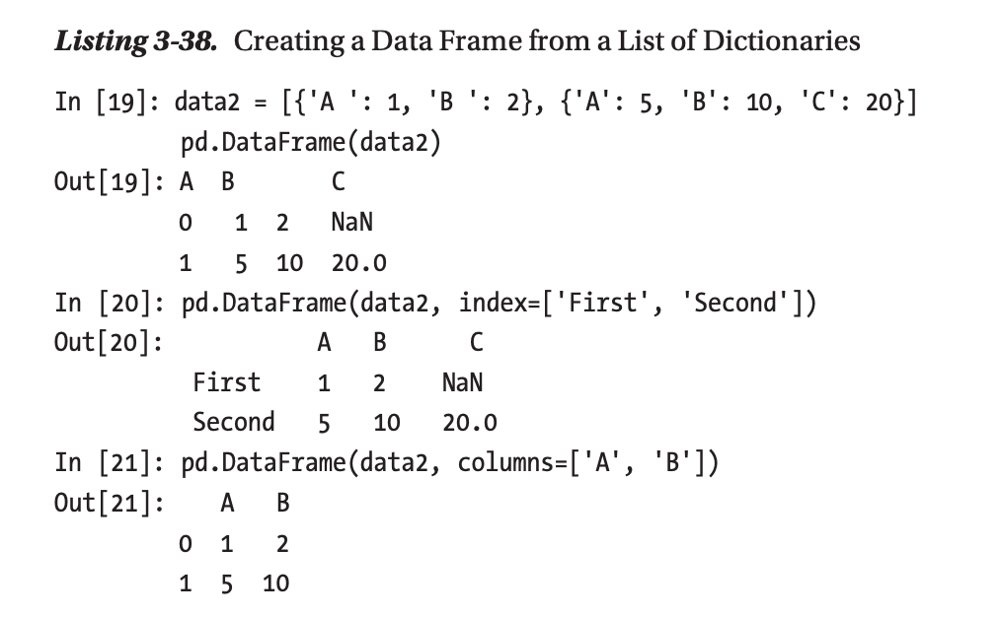 Listing 3-38. Creating a Data Frame from a List of Dictionaries
In [19]: data2 = [{'A ': 1, 'B ': 2}, {'A': 5, 'B': 10, 'C': 20}]
pd.DataFrame(data2)
Out[19]: A B C
0 1 2 NaN
1 5 10 20.0
In [20]: pd.DataFrame(data2, index=['First', 'Second'])
Out[20]: A B C
First 1 2 NaN
Second 5 10 20.0
In [21]: pd.DataFrame(data2, columns=['A', 'B'])
Out[21]: A B
0 1 2
1 5 10